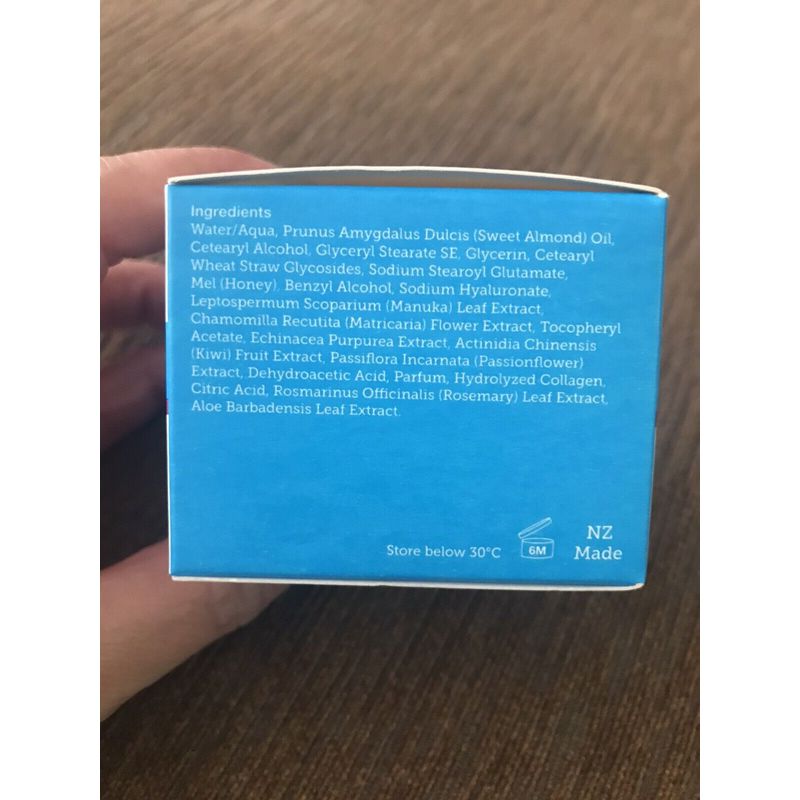 Ingredients
Water/Aqua, Prunus Amygdalus Dulcis (Sweet Almond) Oil,
Cetearyl Alcohol, Glyceryl Stearate SE, Glycerin, Cetearyl
Wheat Straw Glycosides, Sodium Stearoyl Glutamate,
Mel (Honey), Benzyl Alcohol, Sodium Hyaluronate,
Leptospermum Scoparium (Manuka) Leaf Extract,
Chamomilla Recutita (Matricaria) Flower Extract, Tocopheryl
Acetate, Echinacea Purpurea Extract, Actinidia Chinensis
(Kiwi) Fruit Extract, Passiflora Incarnata (Passionflower)
Extract, Dehydroacetic Acid, Parfum, Hydrolyzed Collagen,
Citric Acid, Rosmarinus Officinalis (Rosemary) Leaf Extract,
Aloe Barbadensis Leaf Extract.
Store below 30°C
6M
NZ
Made